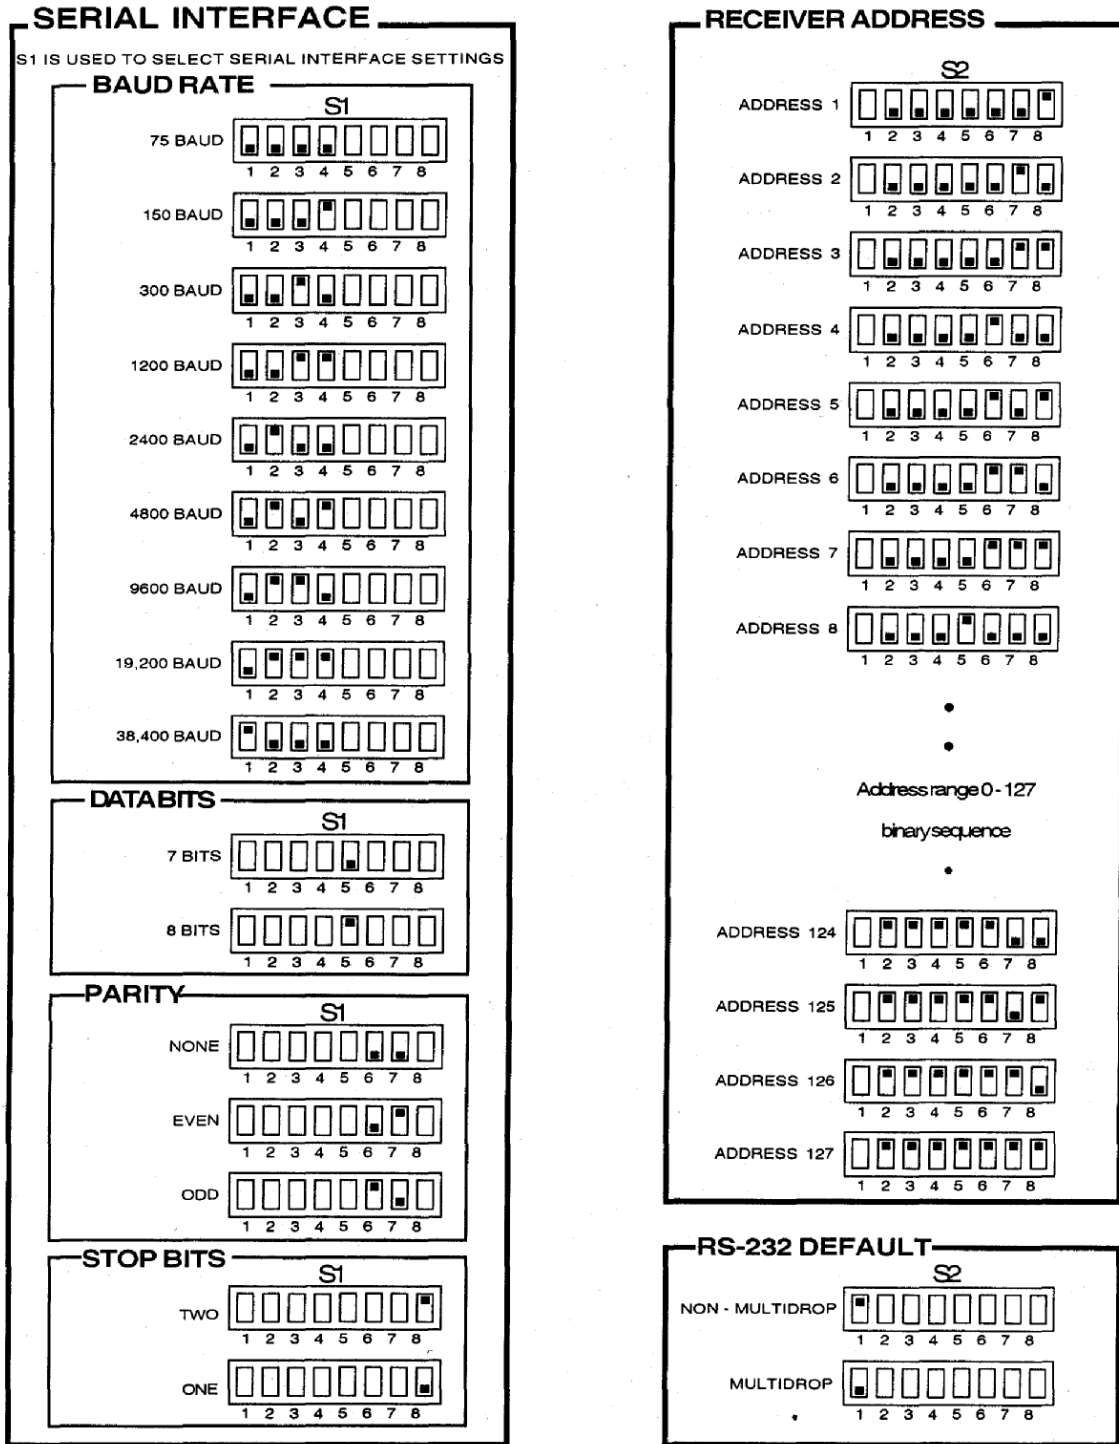 SERIAL INTERFACE
S1 IS USED TO SELECT SERIAL INTERFACE SETTINGS
BAUD RATE
S1
75 BAUD
1 2 3 4 5 6 7 8
150 BAUD
1 2 3 4 5 6 7 8
300 BAUD
1 2 3 4 5 6 7 8
1200 BAUD
1 2 3 4 5 6 7 8
2400 BAUD
1 2 3 4 5 6 7 8
4800 BAUD
1 2 3 4 5 6 7 8
9600 BAUD
1 2 3 4 5 6 7 8
19,200 BAUD
1 2 3 4 5 6 7 8
38,400 BAUD
1 2 3 4 5 6 7 8
DATA BITS
S1
7 BITS
1 2 3 4 5 6 7 8
8 BITS
1 2 3 4 5 6 7 8
PARITY
S1
NONE
1 2 3 4 5 6 7 8
EVEN
1 2 3 4 5 6 7 8
ODD
1 2 3 4 5 6 7 8
STOP BITS
S1
TWO
1 2 3 4 5 6 7 8
ONE
1 2 3 4 5 6 7 8
RECEIVER ADDRESS
S2
ADDRESS 1
1 2 3 4 5 6 7 8
ADDRESS 2
1 2 3 4 5 6 7 8
ADDRESS 3
1 2 3 4 5 6 7 8
ADDRESS 4
1 2 3 4 5 6 7 8
ADDRESS 5
1 2 3 4 5 6 7 8
ADDRESS 6
1 2 3 4 5 6 7 8
ADDRESS 7
1 2 3 4 5 6 7 8
ADDRESS 8
1 2 3 4 5 6 7 8
Address range 0 - 127
binary sequence
ADDRESS 124
1 2 3 4 5 6 7 8
ADDRESS 125
1 2 3 4 5 6 7 8
ADDRESS 126
1 2 3 4 5 6 7 8
ADDRESS 127
1 2 3 4 5 6 7 8
RS-232 DEFAULT
S2
NON - MULTIDROP
1 2 3 4 5 6 7 8
MULTIDROP
1 2 3 4 5 6 7 8